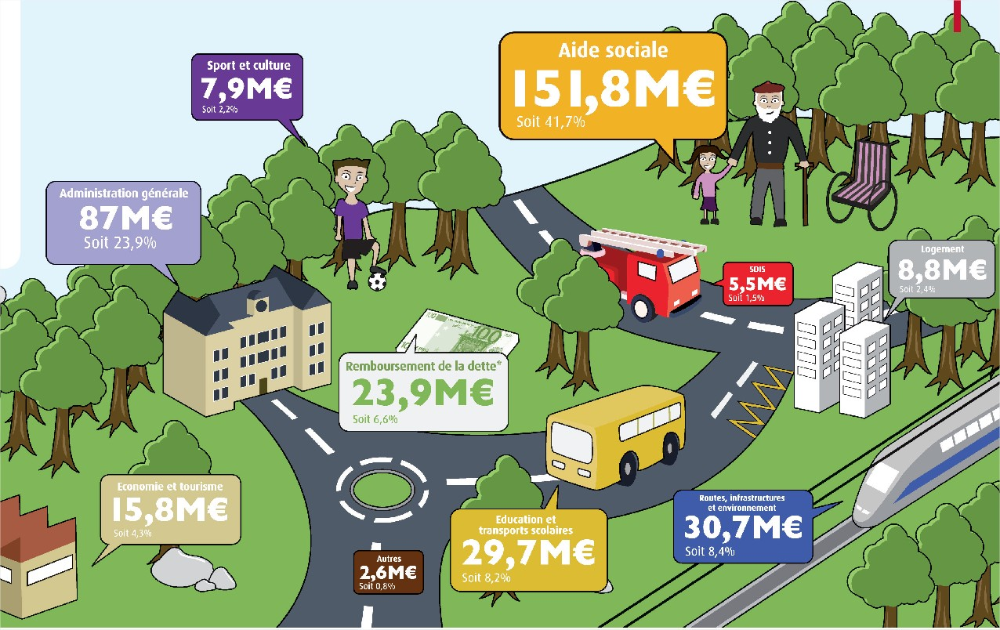 Aide sociale
151,8M€
Soit 41,7%
Sport et culture
7,9M€
Soit 2,2%
Administration générale
87M€
Soit 23,9%
SDIS
5,5M€
Soit 1,5%
Logement
8,8M€
Soit 2,4%
100
100
Remboursement de la dette*
23,9M€
Soit 6,6%
Economie et tourisme
15,8M€
Soit 4,3%
Education et
transports scolaires
29,7M€
Soit 8,2%
Routes, infrastructures
et environnement
30,7M€
Soit 8,4%
Autres
2,6M€
Soit 0,8%